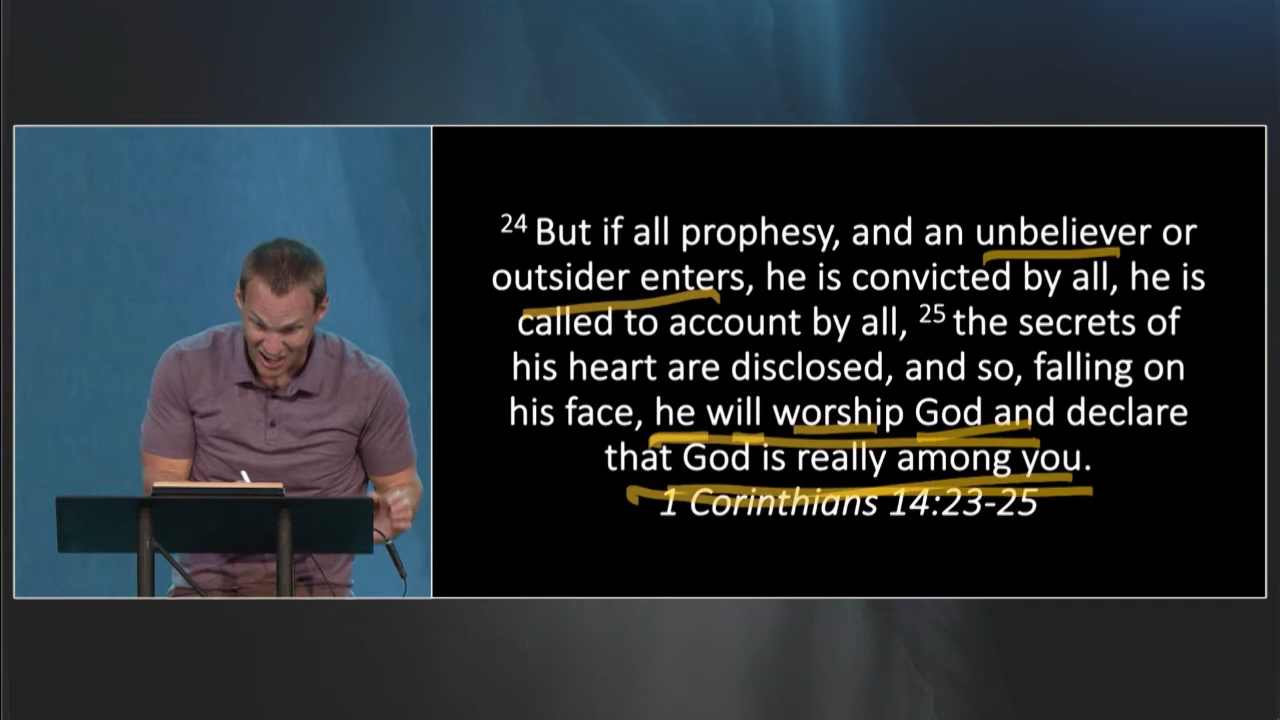 24 But if all prophesy, and an unbeliever or
outsider enters, he is convicted by all, he is
called to account by all, 25 the secrets of
his heart are disclosed, and so, falling on
his face, he will worship God and declare
that God is really among you.
1 Corinthians 14:23-25